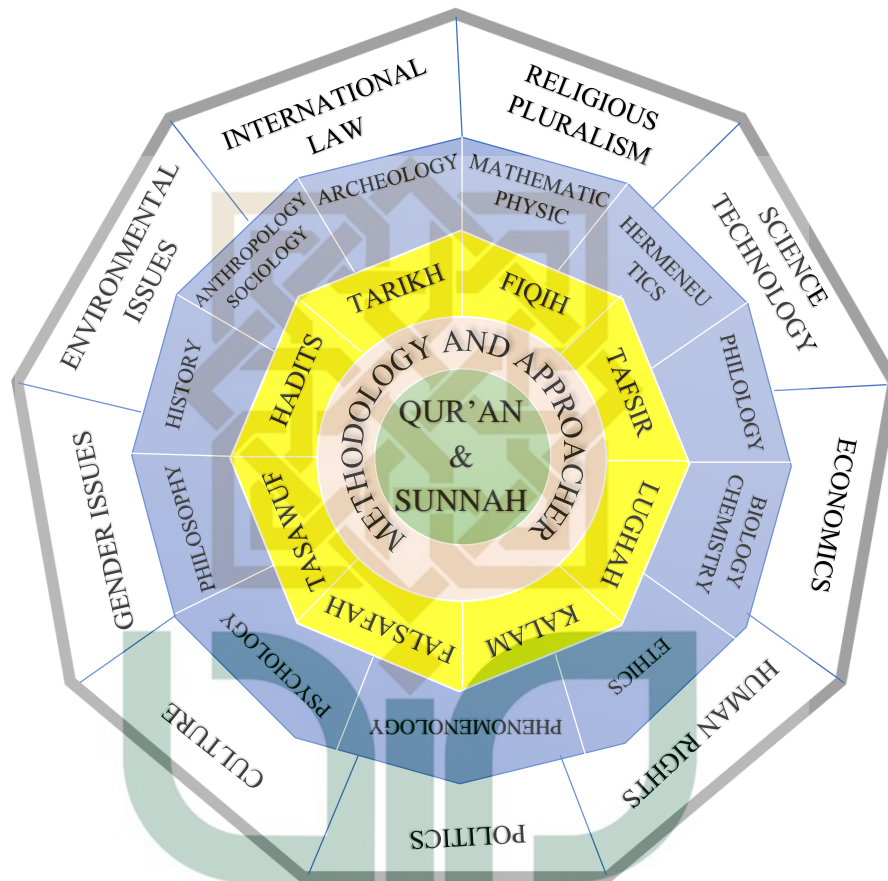 QUR'AN
&
SUNNAH
METHODOLOGY AND APPROACHER
TARIKH
FIQIH
TAFSIR
LUGHAH
KALAM
FALSAFAH
TASAWUF
HADITS
ARCHEOLOGY
MATHEMATIC
PHYSIC
HERMENEU
TICS
PHILOLOGY
BIOLOGY
CHEMISTRY
ETHICS
PHENOMENOLOGY
PSYCHOLOGY
PHILOSOPHY
HISTORY
ANTHROPOLOGY
SOCIOLOGY
INTERNATIONAL
LAW
RELIGIOUS
PLURALISM
SCIENCE
TECHNOLOGY
ECONOMICS
HUMAN RIGHTS
POLITICS
CULTURE
GENDER ISSUES
ENVIRONMENTAL
ISSUES